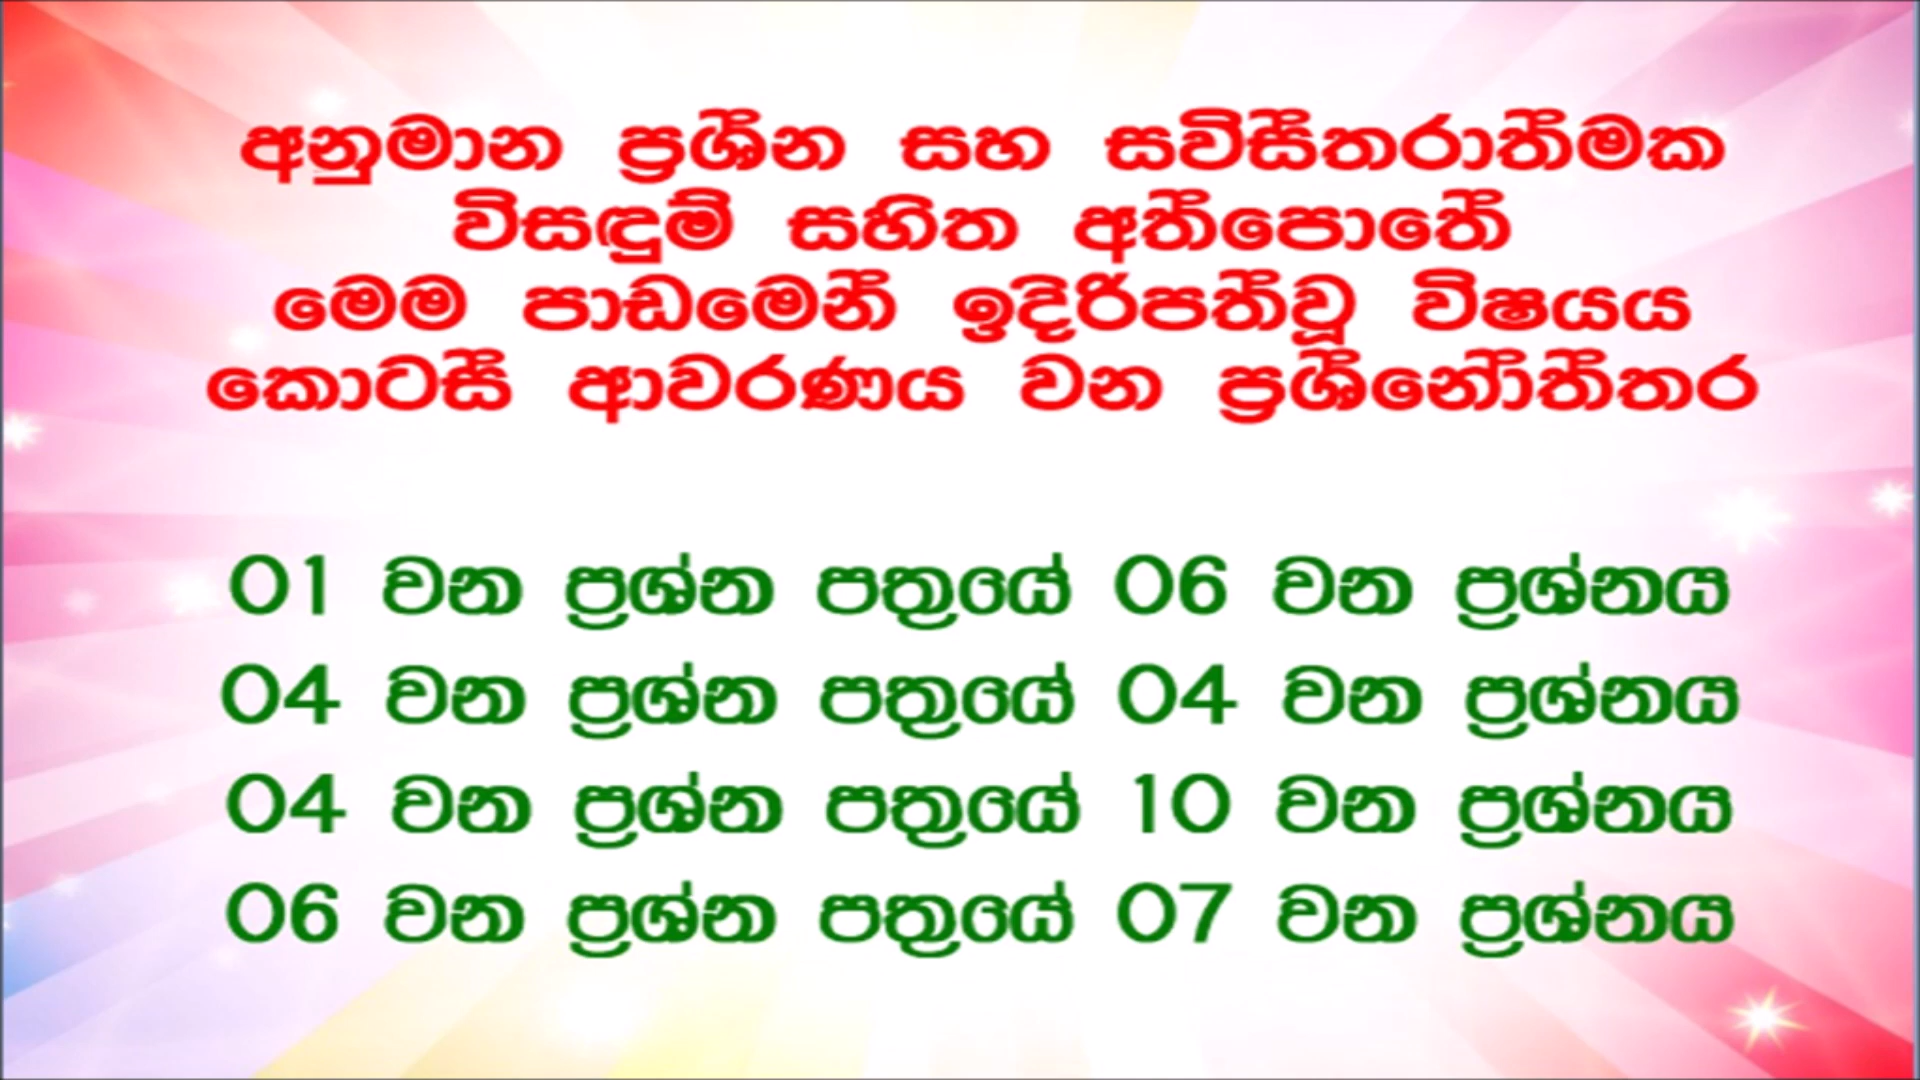 අනුමාන ප්‍රශ්න සහ සවිස්තරාත්මක
විසඳුම් සහිත අත්පොතේ
මෙම පාඩමෙන් ඉදිරිපත්වූ විෂයය
කොටස් ආවරණය වන ප්‍රශ්නෝත්තර
01 වන ප්‍රශ්න පත්‍රයේ 06 වන ප්‍රශ්නය
04 වන ප්‍රශ්න පත්‍රයේ 04 වන ප්‍රශ්නය
04 වන ප්‍රශ්න පත්‍රයේ 10 වන ප්‍රශ්නය
06 වන ප්‍රශ්න පත්‍රයේ 07 වන ප්‍රශ්නය